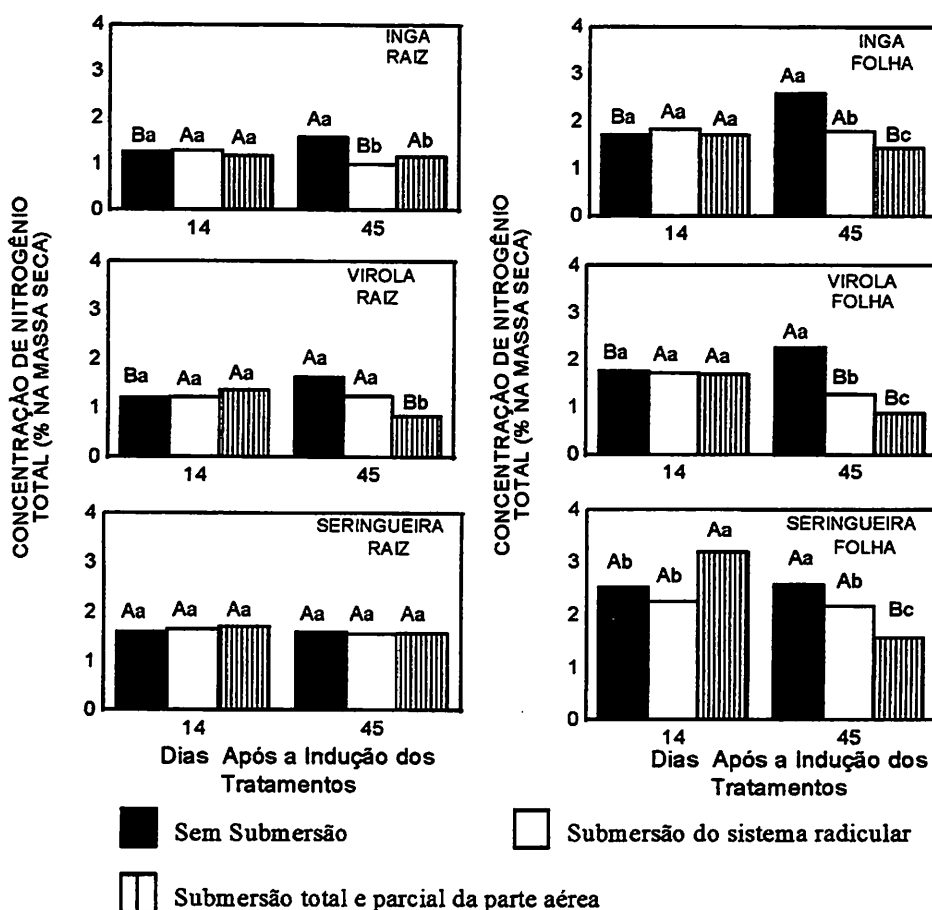 CONCENTRAÇÃO DE NITROGÊNIO
TOTAL (% NA MASSA SECA)
4
3
2
1
0
INGA
RAIZ
Ba Aa Aa
Aa Bb Ab
14 45
4
3
2
1
0
VIROLA
RAIZ
Ba Aa Aa
Aa Aa Bb
14 45
4
3
2
1
0
SERINGUEIRA
RAIZ
Aa Aa Aa
Aa Aa Aa
14 45
Dias Após a Indução dos
Tratamentos
CONCENTRAÇÃO DE NITROGÊNIO
TOTAL (% NA MASSA SECA)
4
3
2
1
0
INGA
FOLHA
Ba Aa Aa
Aa Ab Bc
14 45
4
3
2
1
0
VIROLA
FOLHA
Ba Aa Aa
Aa Bb Bc
14 45
4
3
2
1
0
SERINGUEIRA
FOLHA
Ab Ab Aa
Aa Ab Bc
14 45
Dias Após a Indução dos
Tratamentos
Sem Submersão
Submersão do sistema radicular
Submersão total e parcial da parte aérea